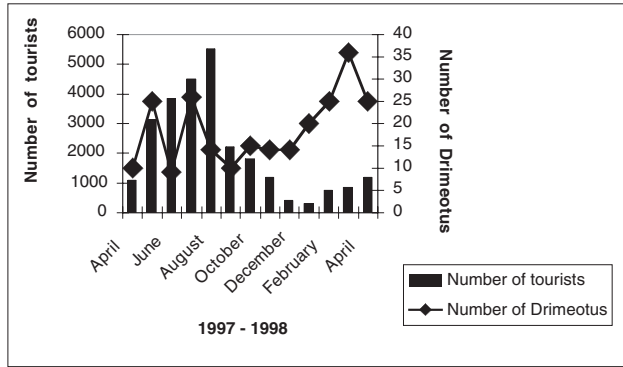 Number of tourists
6000
5000
4000
3000
2000
1000
0
40
35
30
25
20
15
10
5
0
Number of Drimeotus
April
June
August
October
December
February
April
1997 - 1998
Number of tourists
Number of Drimeotus